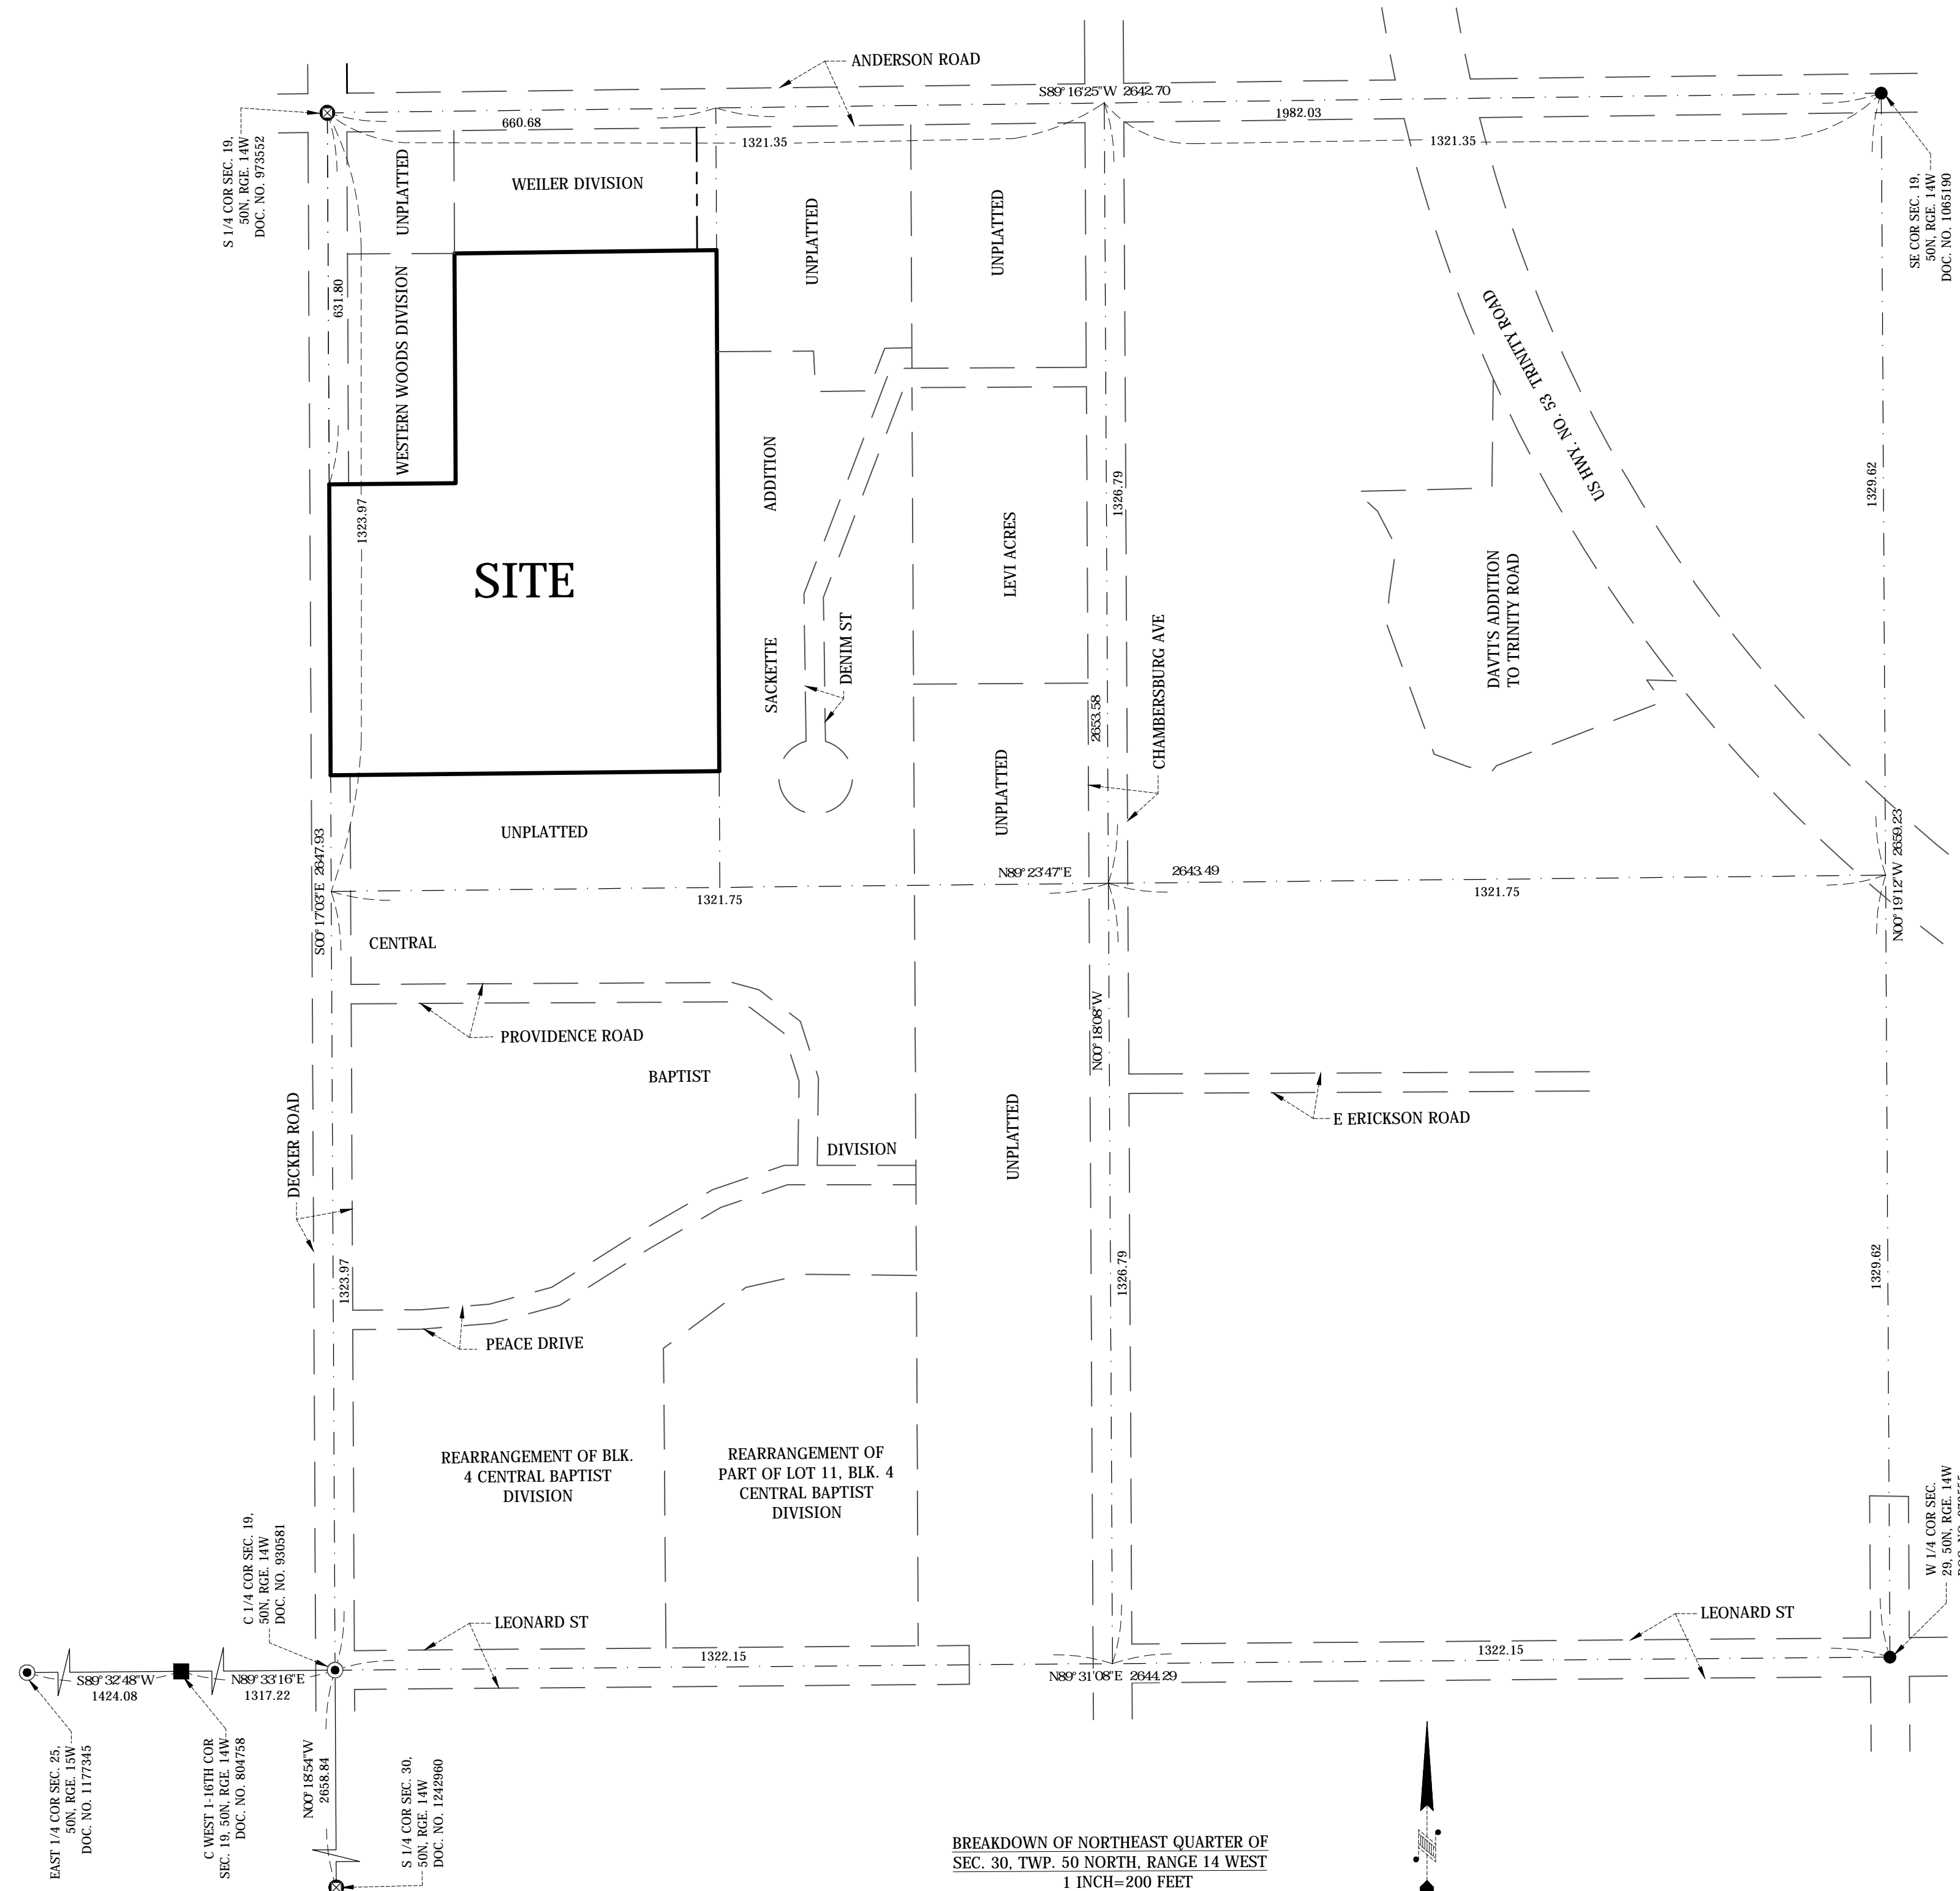 ANDERSON ROAD
S89°16'25"W 2642.70
660.68
1321.35
1982.03
1321.35
S 1/4 COR SEC. 19,
50N, RGE. 14W
DOC. NO. 973552
SE COR SEC. 19,
50N, RGE. 14W
DOC. NO. 1065190
UNPLATTED
WEILER DIVISION
UNPLATTED
UNPLATTED
631.80
WESTERN WOODS DIVISION
1323.97
SITE
ADDITION
SACKETTE
DENIM ST
LEVI ACRES
1326.79
2653.58
CHAMBERSBURG AVE
US HWY. NO. 53 TRINITY ROAD
DAVTI'S ADDITION
TO TRINITY ROAD
1329.62
UNPLATTED
UNPLATTED
S00°17'03"E 2647.93
N89°23'47"E
2643.49
1321.75
1321.75
N00°19'12"W 2659.23
CENTRAL
PROVIDENCE ROAD
BAPTIST
DIVISION
N00°18'08"W
UNPLATTED
E ERICKSON ROAD
DECKER ROAD
1323.97
1326.79
1329.62
PEACE DRIVE
REARRANGEMENT OF BLK.
4 CENTRAL BAPTIST
DIVISION
REARRANGEMENT OF
PART OF LOT 11, BLK. 4
CENTRAL BAPTIST
DIVISION
C 1/4 COR SEC. 19,
50N, RGE. 14W
DOC. NO. 930581
W 1/4 COR SEC.
29, 50N, RGE. 14W
LEONARD ST
LEONARD ST
1322.15
1322.15
N89°31'08"E 2644.29
S89°32'48"W
1424.08
N89°33'16"E
1317.22
EAST 1/4 COR SEC. 25,
50N, RGE. 15W
DOC. NO. 1177345
C WEST 1-16TH COR
SEC. 19, 50N, RGE. 14W
DOC. NO. 804758
N00°18'54"W
2658.84
S 1/4 COR SEC. 30,
50N, RGE. 14W
DOC. NO. 1242960
BREAKDOWN OF NORTHEAST QUARTER OF
SEC. 30, TWP. 50 NORTH, RANGE 14 WEST
1 INCH=200 FEET